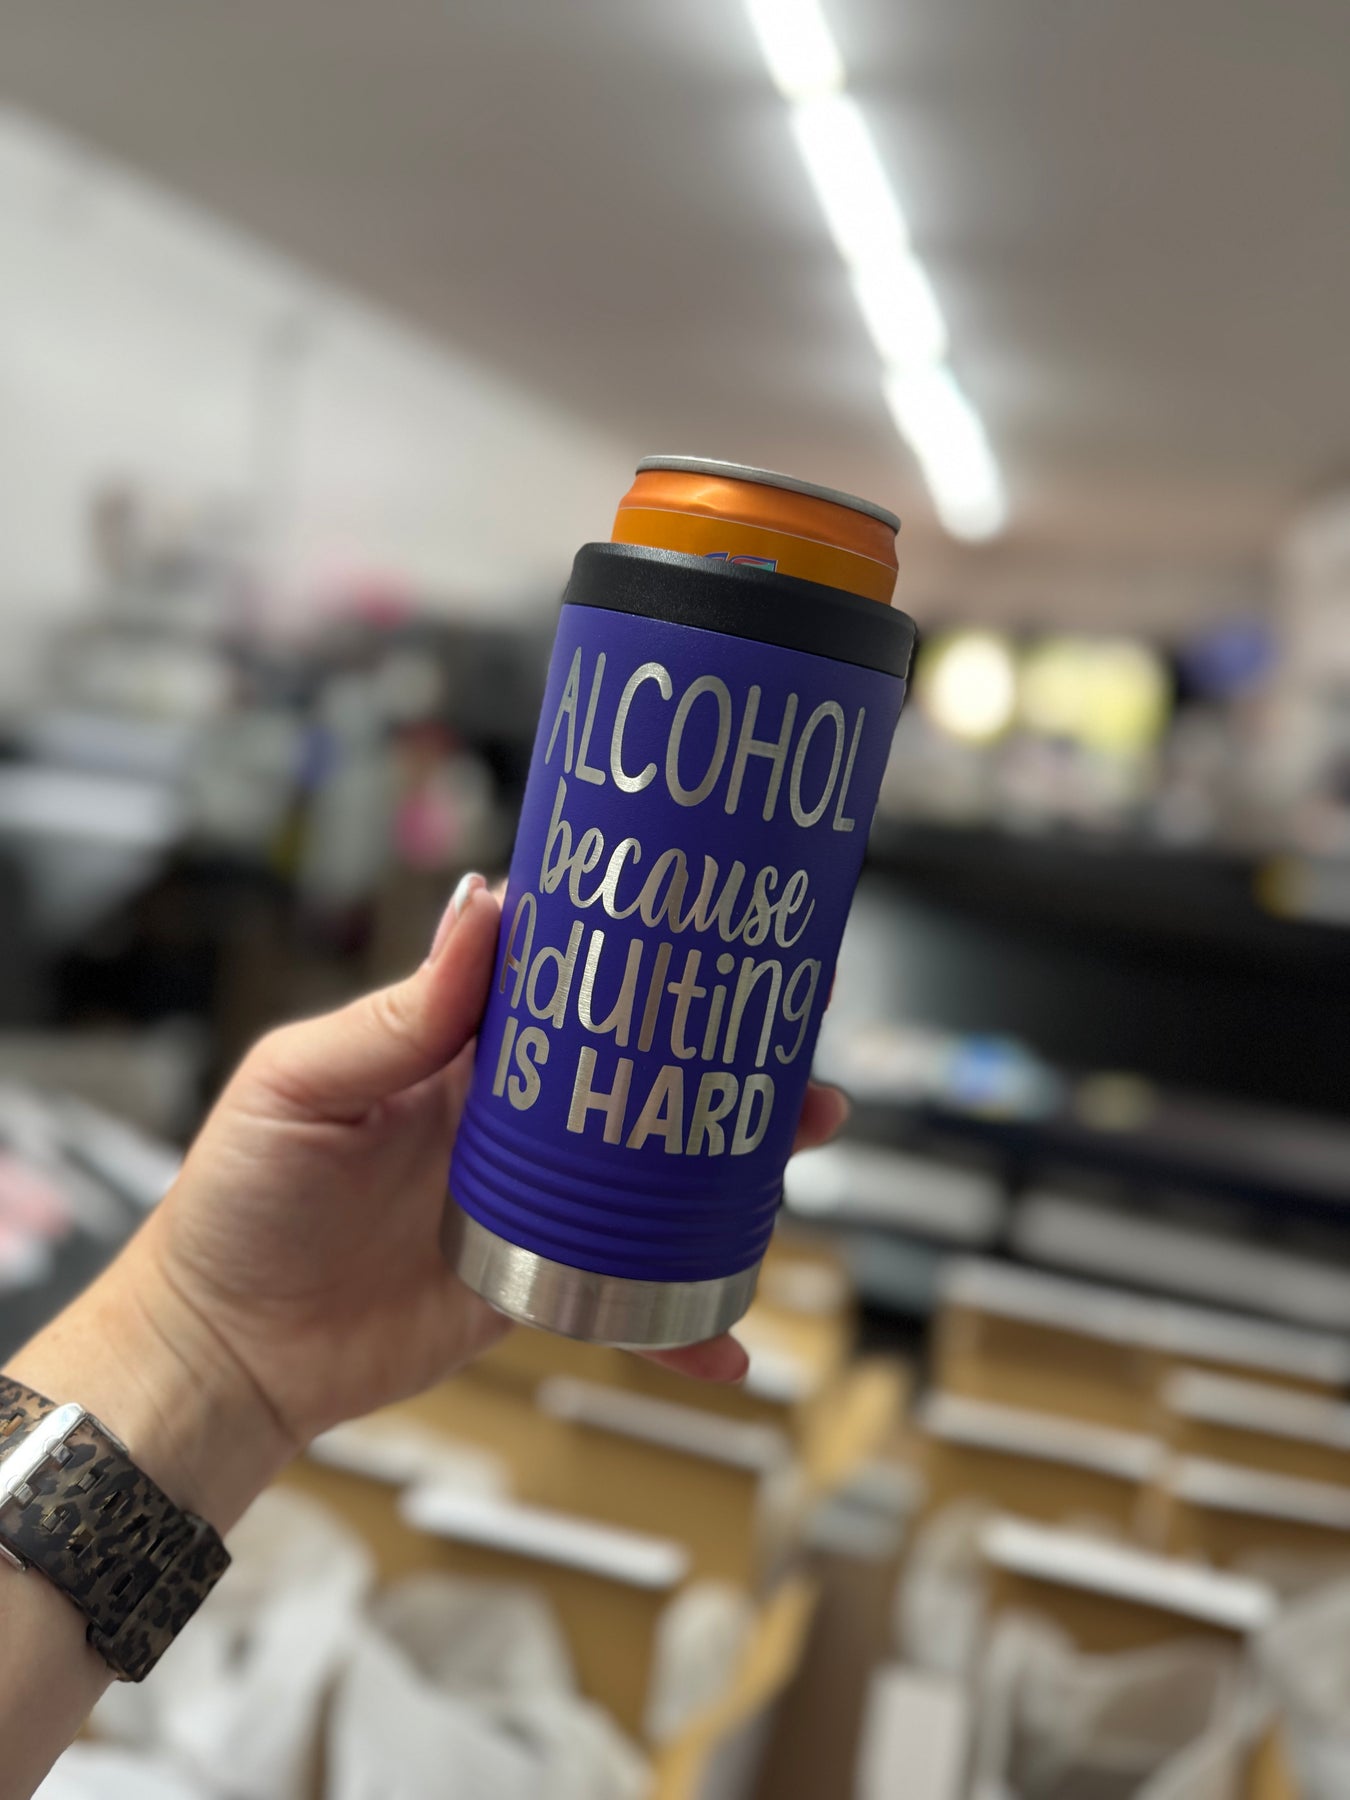 ALCOHOL
because
Adulting
IS HARD